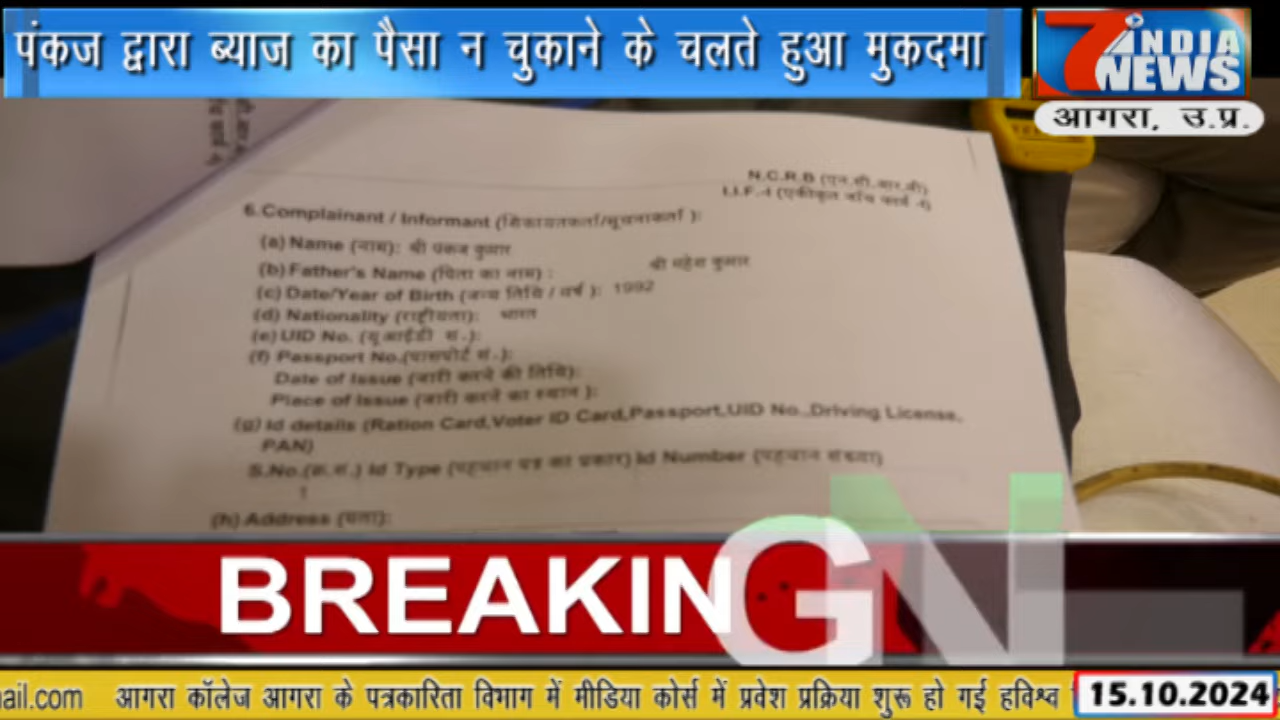 पंकज द्वारा ब्याज का पैसा न चुकाने के चलते हुआ मुकदमा
7 INDIA
NEWS
आगरा, उ.प्र.
N.C.R.B (एन.सी.आर.बी)
I.I.F.-I (एकीकृत जाँच फार्म -I)
6.Complainant / Informant (शिकायतकर्ता/सूचनाकर्ता ):
(a) Name (नाम): श्री पंकज कुमार
(b) Father's Name (पिता का नाम) : श्री महेश कुमार
(c) Date/Year of Birth (जन्म तिथि / वर्ष ): 1992
(d) Nationality (राष्ट्रीयता): भारत
(e) UID No. (यूआईडी सं.):
(f) Passport No.(पासपोर्ट सं.):
Date of Issue (जारी करने की तिथि):
Place of Issue (जारी करने का स्थान ):
(g) Id details (Ration Card,Voter ID Card,Passport,UID No.,Driving License,
PAN)
S.No.(क्र.सं.) Id Type (पहचान पत्र का प्रकार) Id Number (पहचान संख्या)
1
(h) Address (पता):
BREAKING
N
ail.com आगरा कॉलेज आगरा के पत्रकारिता विभाग में मीडिया कोर्स में प्रवेश प्रक्रिया शुरू हो गई हविश्व
15.10.2024